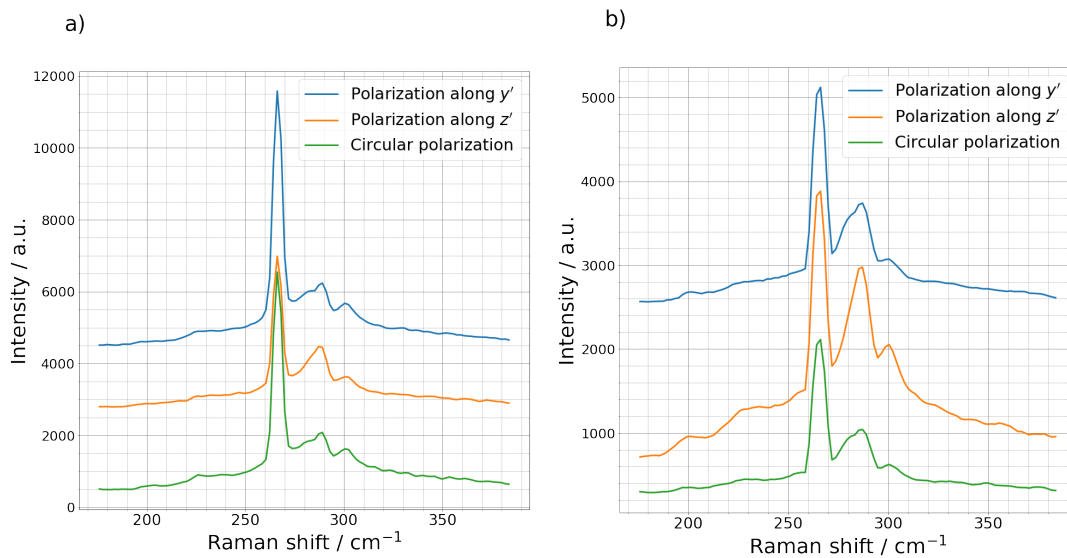 a)
12000
10000
8000
6000
4000
2000
0
Intensity / a.u.
Polarization along y′
Polarization along z′
Circular polarization
200
250
300
350
Raman shift / cm⁻¹
b)
5000
4000
3000
2000
1000
Intensity / a.u.
Polarization along y′
Polarization along z′
Circular polarization
200
250
300
350
Raman shift / cm⁻¹